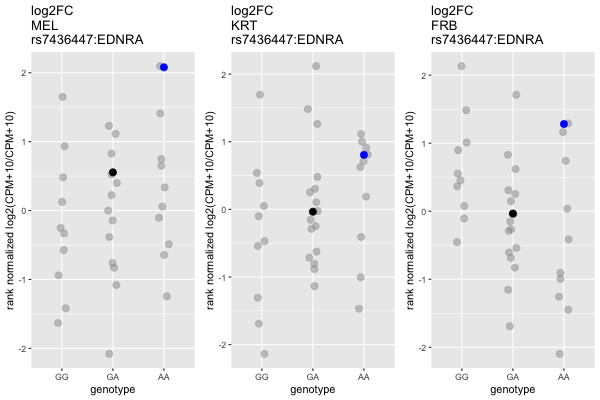 log2FC
MEL
rs7436447:EDNRA
rank normalized log2(CPM+10/CPM+10)
2
1
0
-1
-2
GG GA AA
genotype
log2FC
KRT
rs7436447:EDNRA
rank normalized log2(CPM+10/CPM+10)
2
1
0
-1
-2
GG GA AA
genotype
log2FC
FRB
rs7436447:EDNRA
rank normalized log2(CPM+10/CPM+10)
2
1
0
-1
-2
GG GA AA
genotype